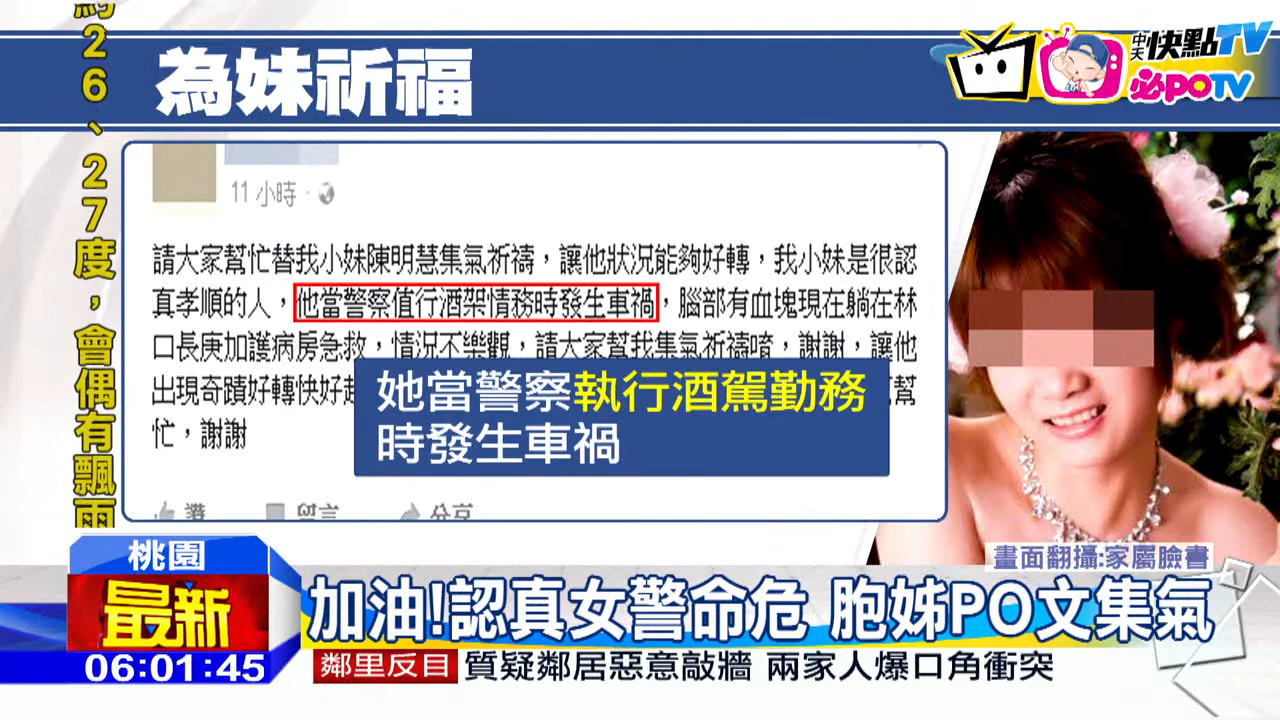 為妹祈福
中天快點TV
必POTV
26、27度，會偶有飄雨
11 小時
請大家幫忙替我小妹陳明慧集氣祈禱，讓他狀況能夠好轉，我小妹是很認
真孝順的人，他當警察值行酒架情務時發生車禍，腦部有血塊現在躺在林
口長庚加護病房急救，情況不樂觀，請大家幫我集氣祈禱唷，謝謝，讓他
出現奇蹟好轉快好起
幫
忙，謝謝
她當警察執行酒駕勤務
時發生車禍
讚 留言 分享
畫面翻攝:家屬臉書
桃園
最新
06:01:45
加油!認真女警命危 胞姊PO文集氣
鄰里反目 質疑鄰居惡意敲牆 兩家人爆口角衝突